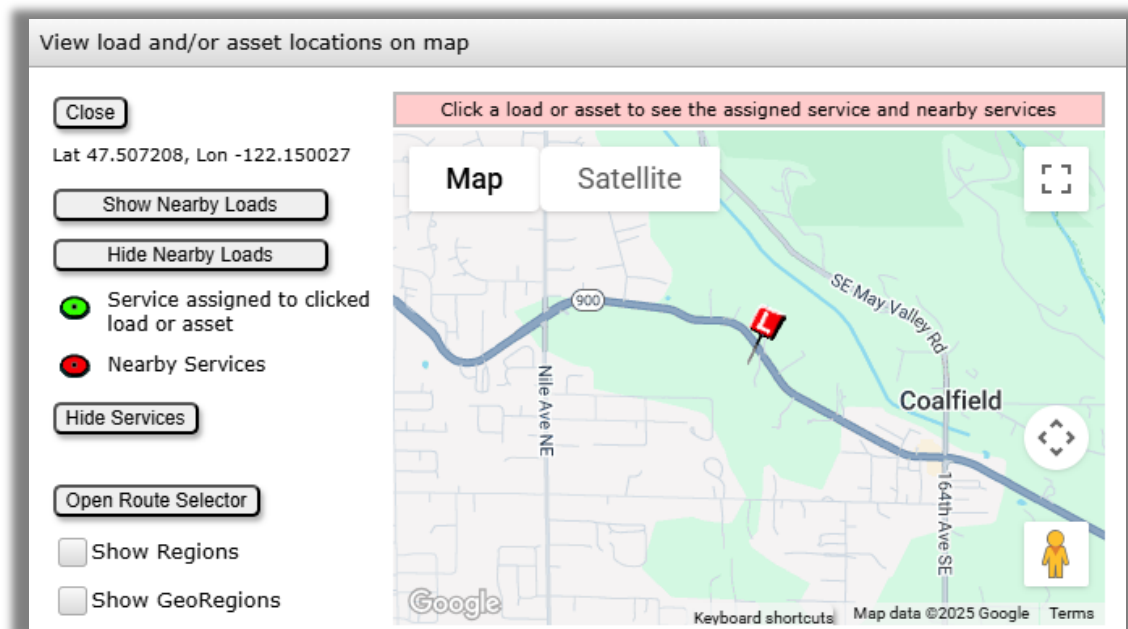 View load and/or asset locations on map
Close
Lat 47.507208, Lon -122.150027
Show Nearby Loads
Hide Nearby Loads
Service assigned to clicked
load or asset
Nearby Services
Hide Services
Open Route Selector
Show Regions
Show GeoRegions
Click a load or asset to see the assigned service and nearby services
Map
Satellite
900
SE May Valley Rd
L
Nile Ave NE
Coalfield
164th Ave SE
Google
Keyboard shortcuts
Map data ©2025 Google
Terms